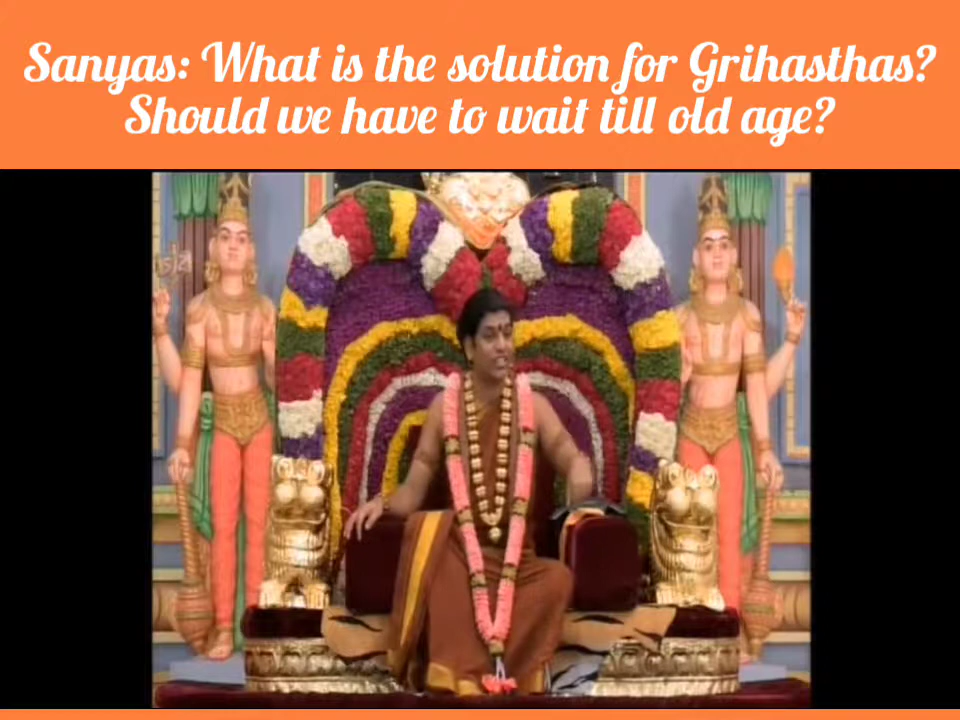 Sanyas: What is the solution for Grihasthas?
Should we have to wait till old age?